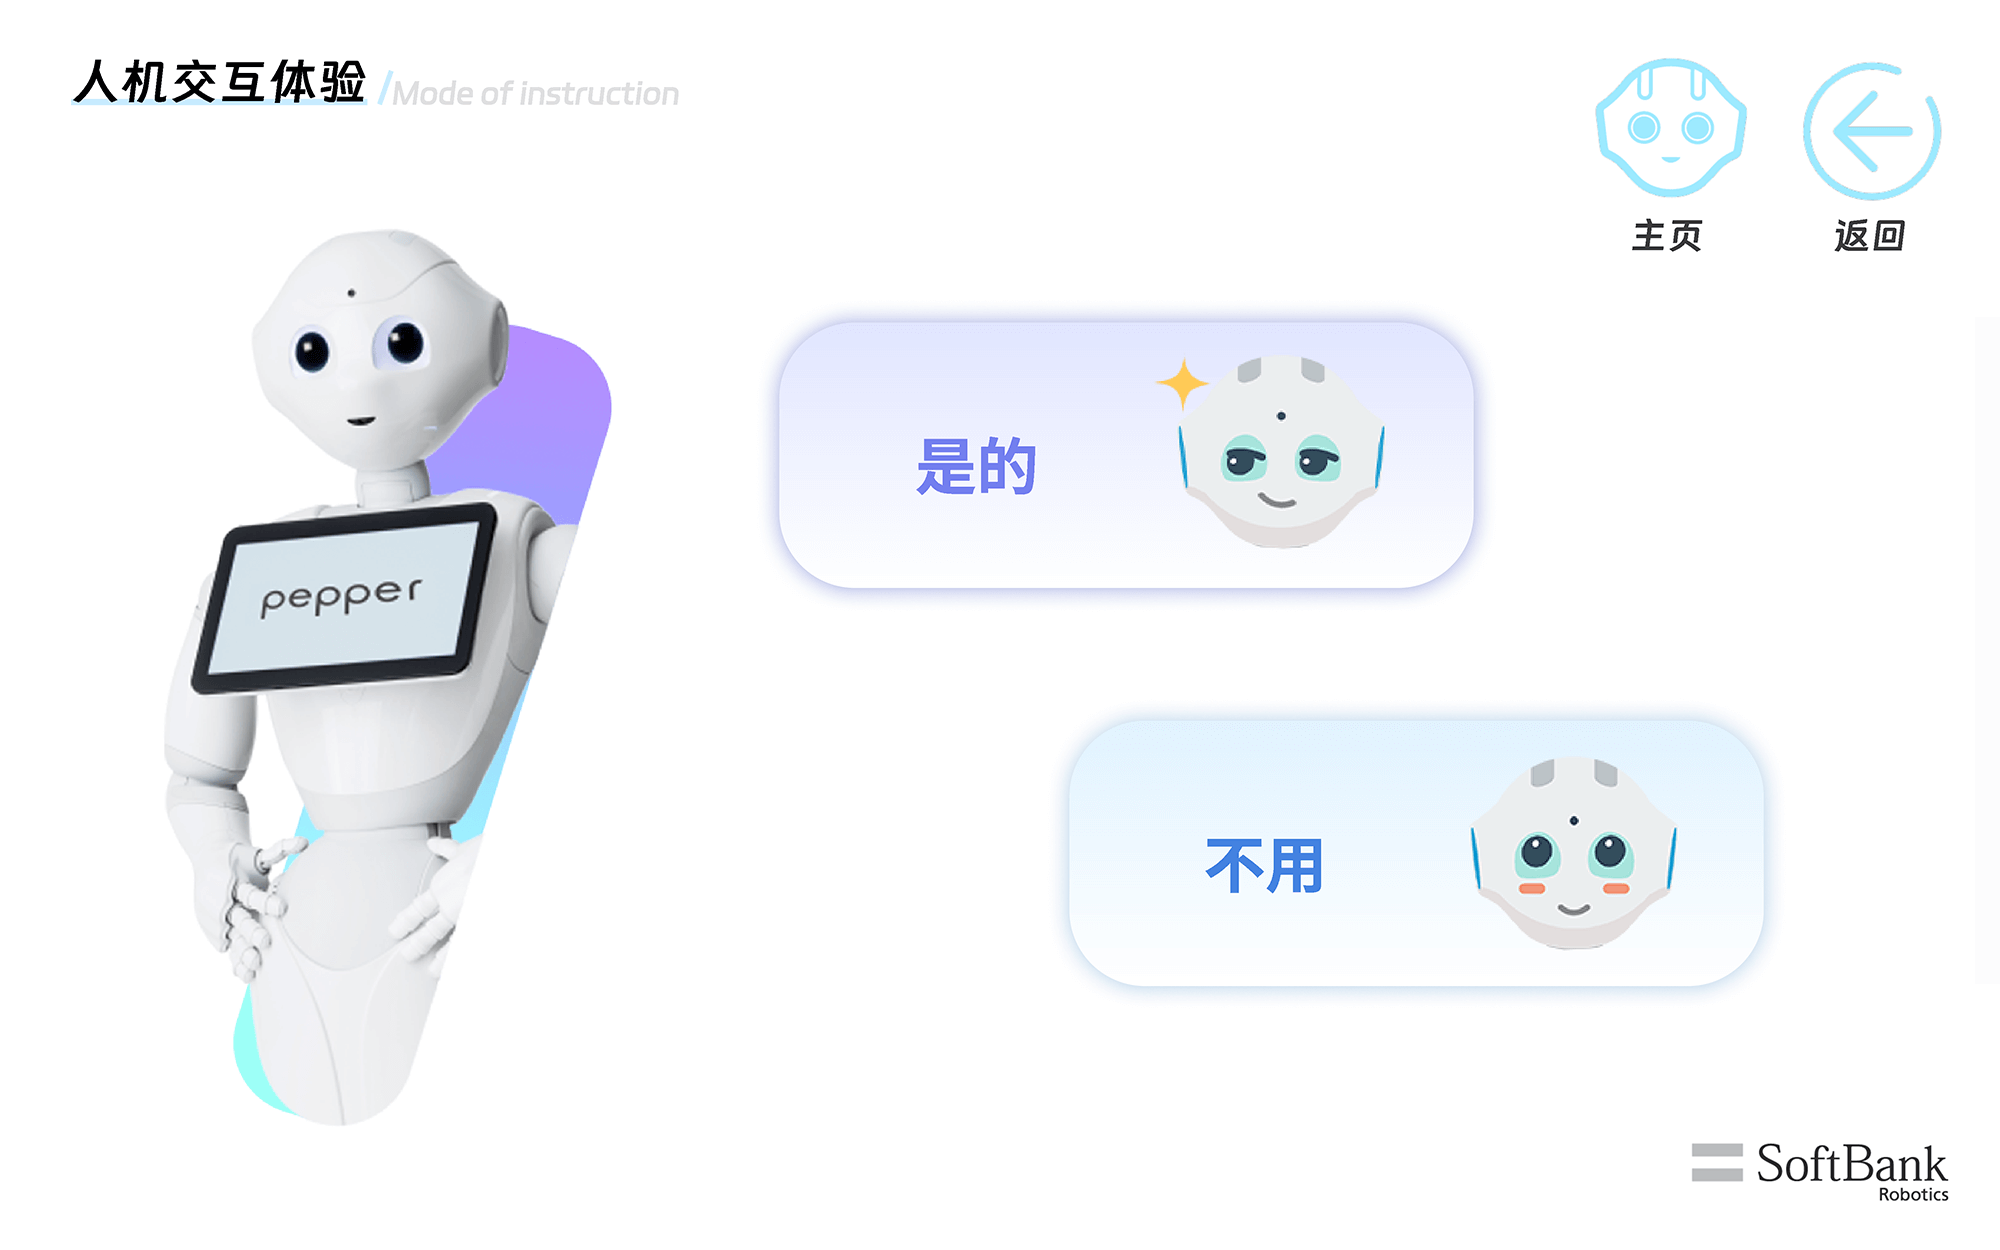 人机交互体验 /Mode of instruction
主页
返回
pepper
是的
不用
SoftBank
Robotics